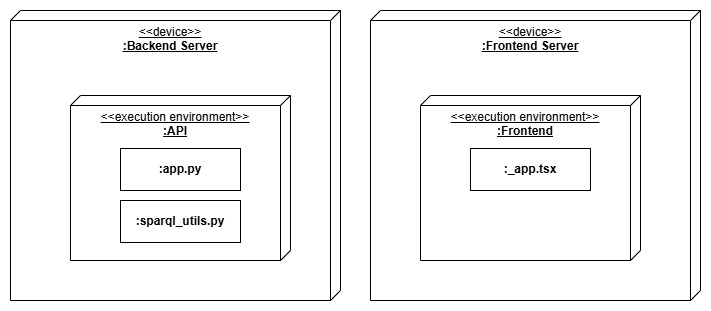 <<device>>
:Backend Server
<<execution environment>>
:API
:app.py
:sparql_utils.py
<<device>>
:Frontend Server
<<execution environment>>
:Frontend
:_app.tsx